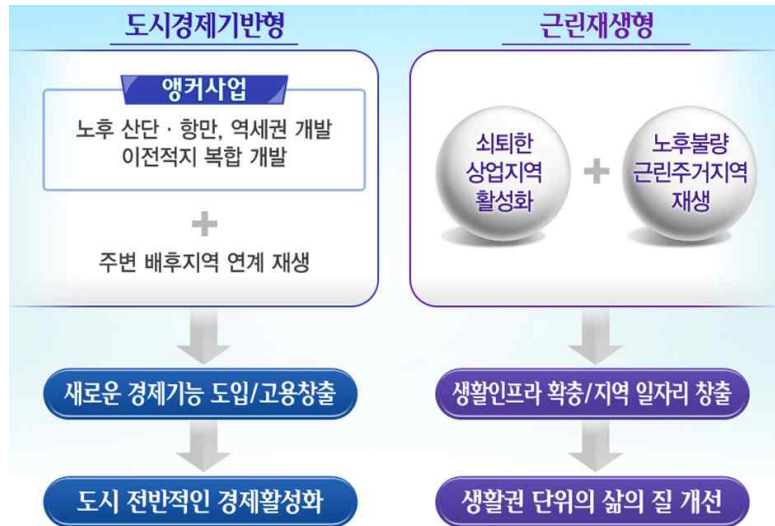 도시경제기반형
앵커사업
노후 산단 · 항만, 역세권 개발
이전적지 복합 개발
+
주변 배후지역 연계 재생
새로운 경제기능 도입/고용창출
도시 전반적인 경제활성화
근린재생형
쇠퇴한
상업지역
활성화
+
노후불량
근린주거지역
재생
생활인프라 확충/지역 일자리 창출
생활권 단위의 삶의 질 개선